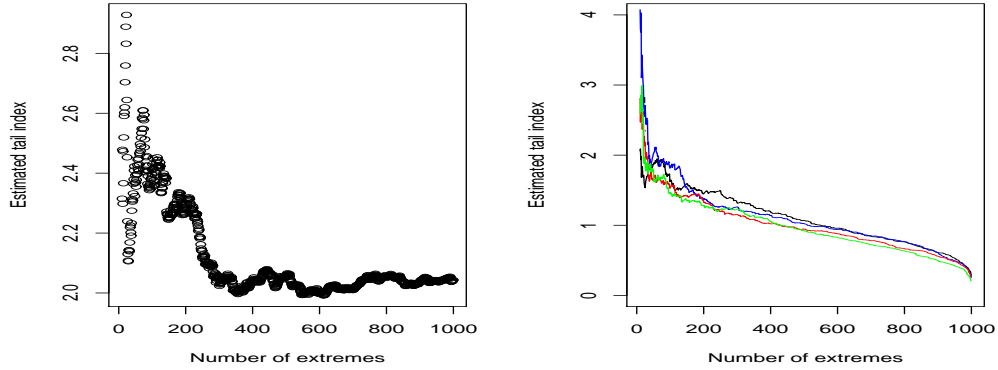 Estimated tail index
2.8
2.6
2.4
2.2
2.0
0 200 400 600 800 1000
Number of extremes
Estimated tail index
4
3
2
1
0
0 200 400 600 800 1000
Number of extremes